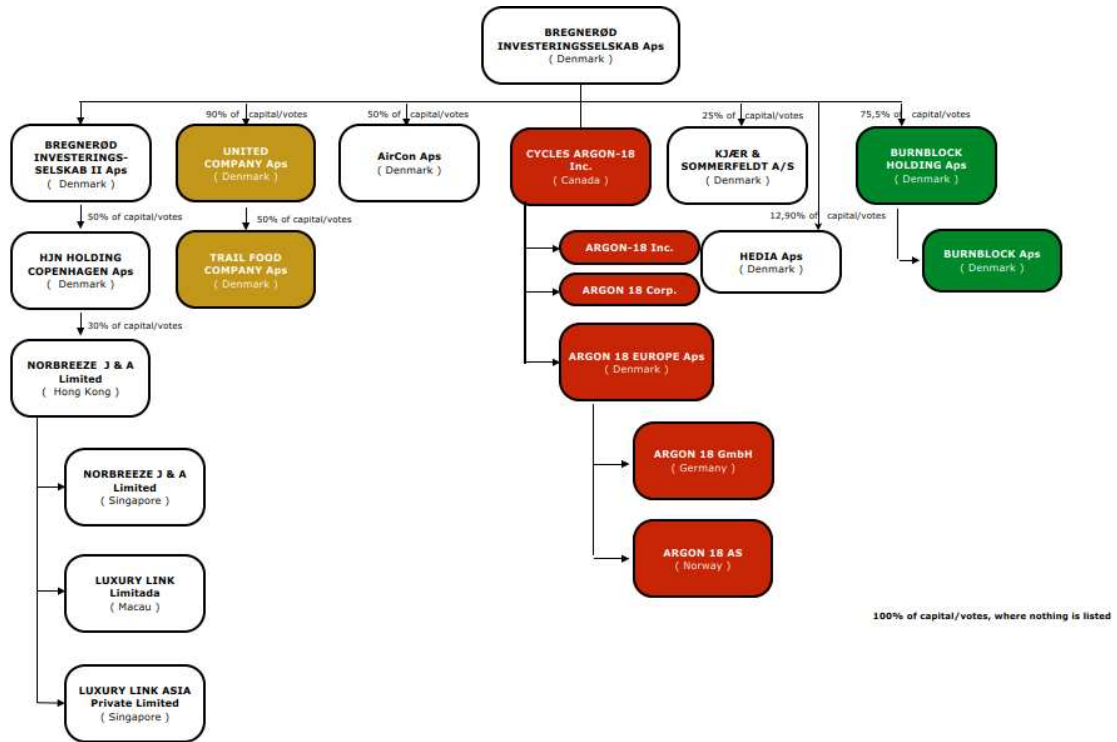 BREGNERØD
INVESTERINGSSELSKAB Aps
( Denmark )
90% of capital/votes
50% of capital/votes
25% of capital/votes
75,5% of capital/votes
BREGNERØD
INVESTERINGS-
SELSKAB II Aps
( Denmark )
UNITED
COMPANY Aps
( Denmark )
AirCon Aps
( Denmark )
CYCLES ARGON-18
Inc.
( Canada )
KJÆR &
SOMMERFELDT A/S
( Denmark )
BURNBLOCK
HOLDING Aps
( Denmark )
50% of capital/votes
50% of capital/votes
12,90% of capital/votes
HJN HOLDING
COPENHAGEN Aps
( Denmark )
TRAIL FOOD
COMPANY Aps
( Denmark )
ARGON-18 Inc.
ARGON 18 Corp.
HEDIA Aps
( Denmark )
BURNBLOCK Aps
( Denmark )
30% of capital/votes
NORBREEZE J & A
Limited
( Hong Kong )
ARGON 18 EUROPE Aps
( Denmark )
NORBREEZE J & A
Limited
( Singapore )
ARGON 18 GmbH
( Germany )
LUXURY LINK
Limitada
( Macau )
ARGON 18 AS
( Norway )
100% of capital/votes, where nothing is listed
LUXURY LINK ASIA
Private Limited
( Singapore )